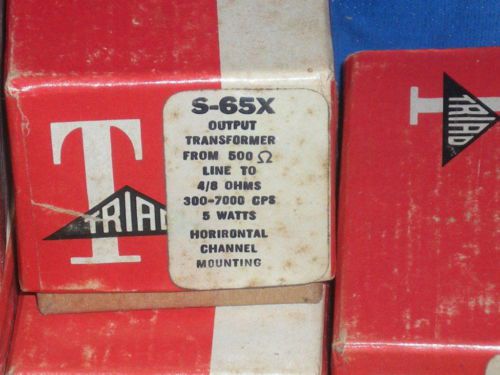 S-65X
OUTPUT
TRANSFORMER
FROM 500 Ω
LINE TO
4/8 OHMS
300-7000 CPS
5 WATTS
HORIRONTAL
CHANNEL
MOUNTING
T
TRIAD
TRIAD